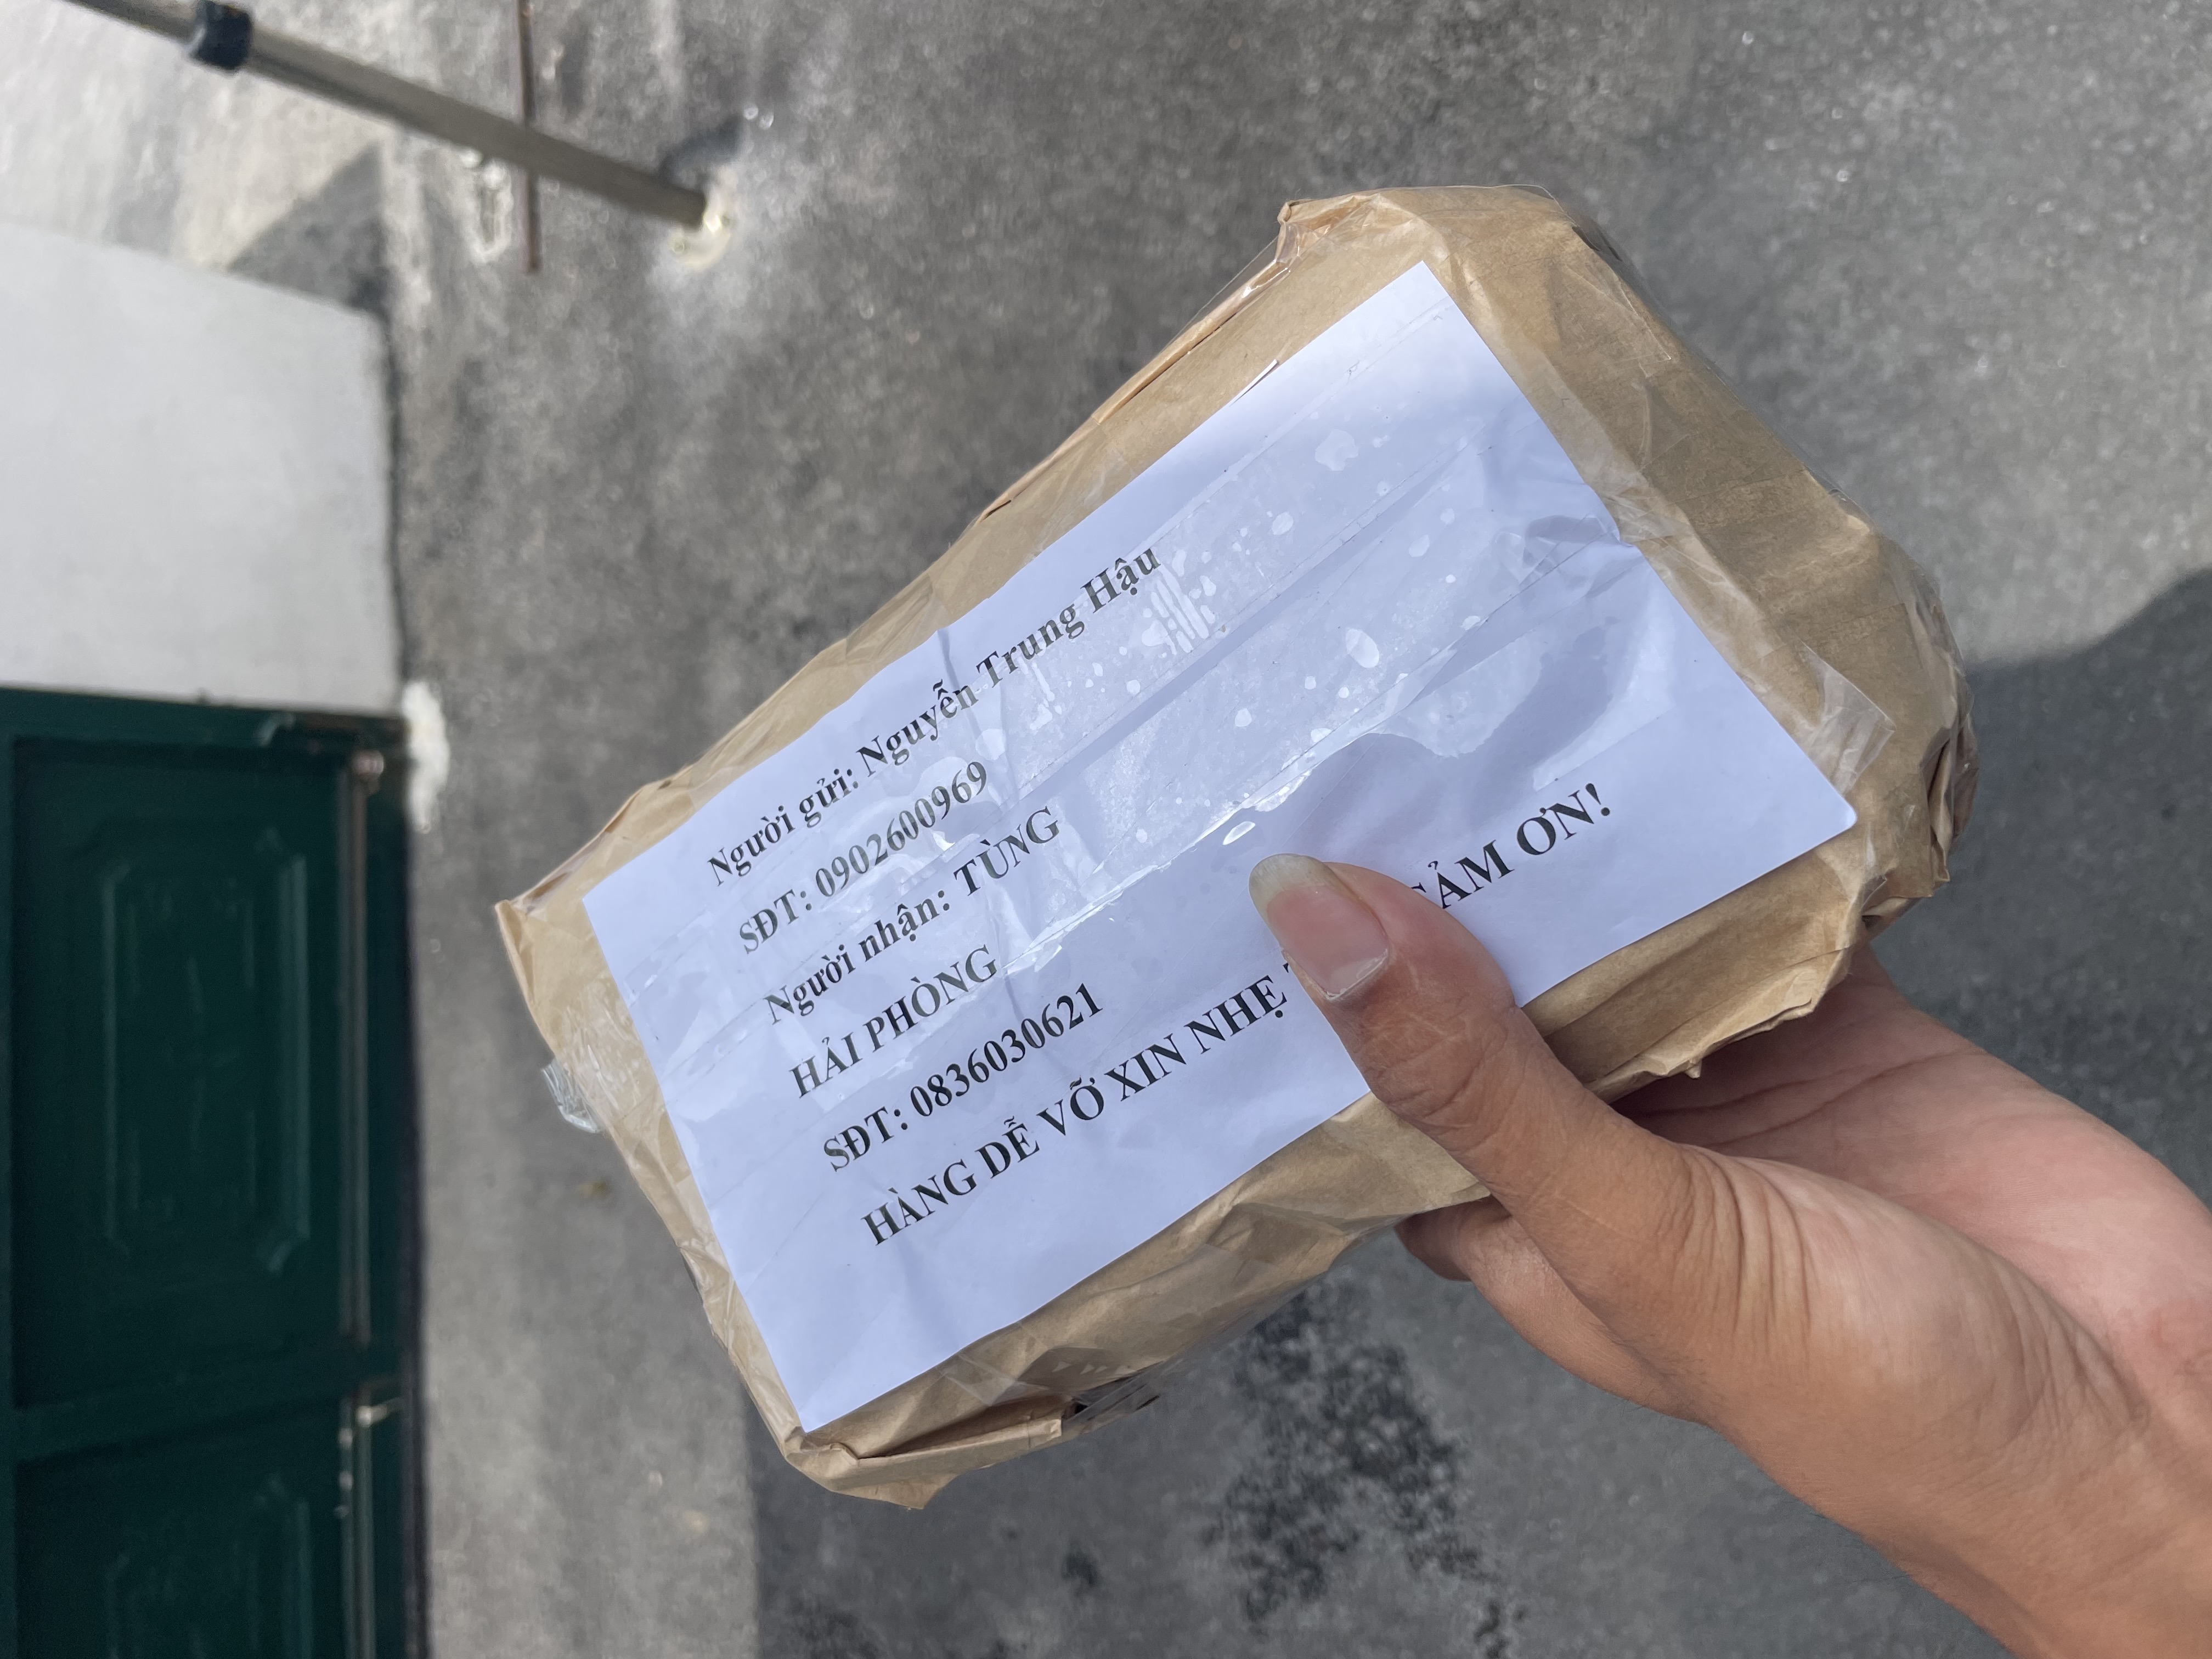 Người gửi: Nguyễn Trung Hậu
SĐT: 0902600969
Người nhận: TÙNG
HẢI PHÒNG
SĐT: 0836030621
HÀNG DỄ VỠ XIN NHẸ CẢM ƠN!